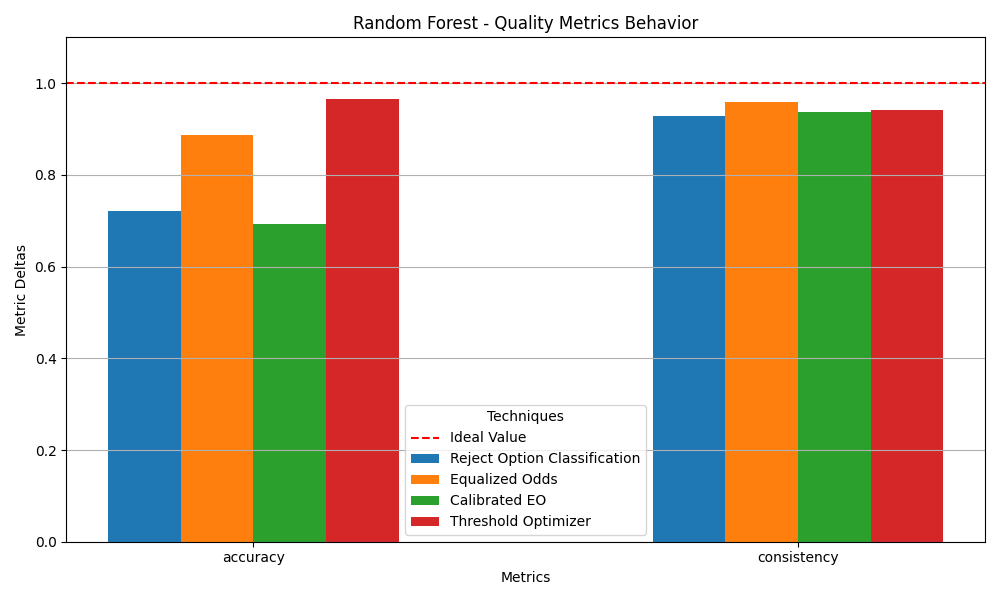 Random Forest - Quality Metrics Behavior
Metric Deltas
1.0
0.8
0.6
0.4
0.2
0.0
Techniques
Ideal Value
Reject Option Classification
Equalized Odds
Calibrated EO
Threshold Optimizer
accuracy
consistency
Metrics